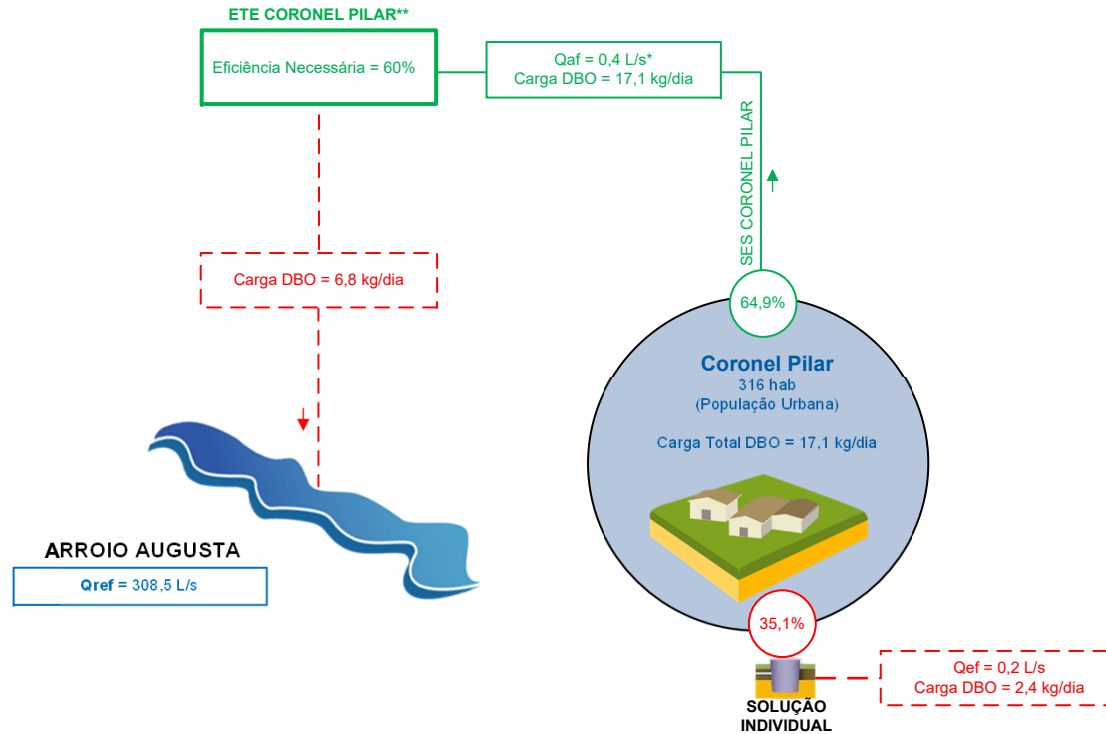 ETE CORONEL PILAR**
Eficiência Necessária = 60%
Qaf = 0,4 L/s*
Carga DBO = 17,1 kg/dia
SES CORONEL PILAR
Carga DBO = 6,8 kg/dia
64,9%
Coronel Pilar
316 hab
(População Urbana)
Carga Total DBO = 17,1 kg/dia
ARROIO AUGUSTA
Qref = 308,5 L/s
35,1%
SOLUÇÃO
INDIVIDUAL
Qef = 0,2 L/s
Carga DBO = 2,4 kg/dia